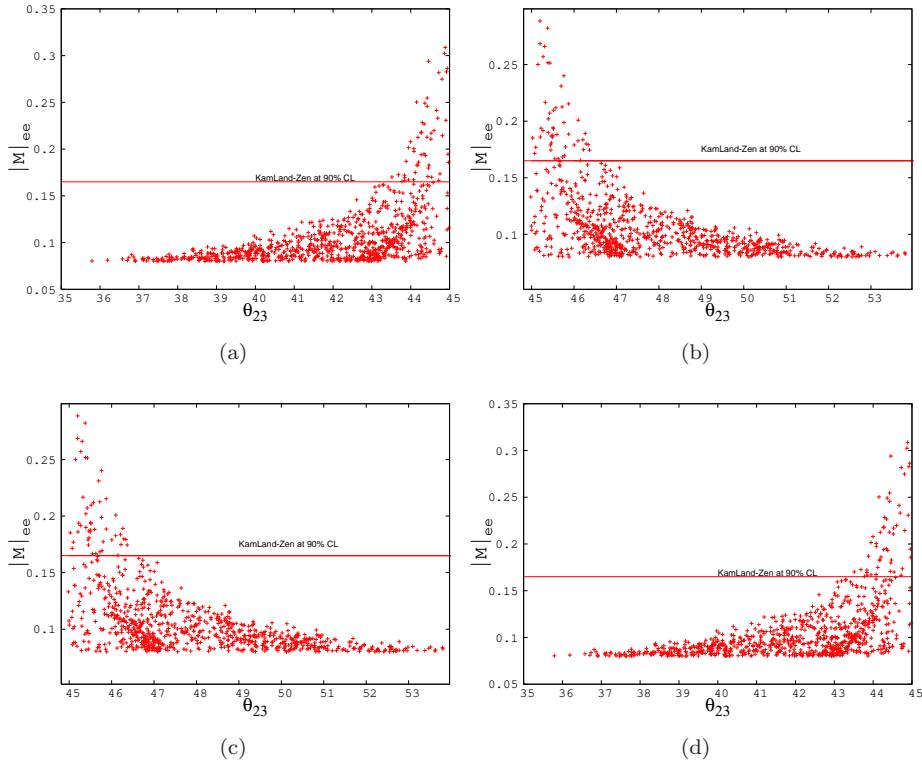 0.35
0.3
0.25
0.2
0.15
0.1
0.05
|M|ee
KamLand-Zen at 90% CL
35 36 37 38 39 40 41 42 43 44 45
θ23
(a)
0.25
0.2
0.15
0.1
|M|ee
KamLand-Zen at 90% CL
45 46 47 48 49 50 51 52 53
θ23
(b)
0.25
0.2
0.15
0.1
|M|ee
KamLand-Zen at 90% CL
45 46 47 48 49 50 51 52 53
θ23
(c)
0.35
0.3
0.25
0.2
0.15
0.1
0.05
|M|ee
KamLand-Zen at 90% CL
35 36 37 38 39 40 41 42 43 44 45
θ23
(d)